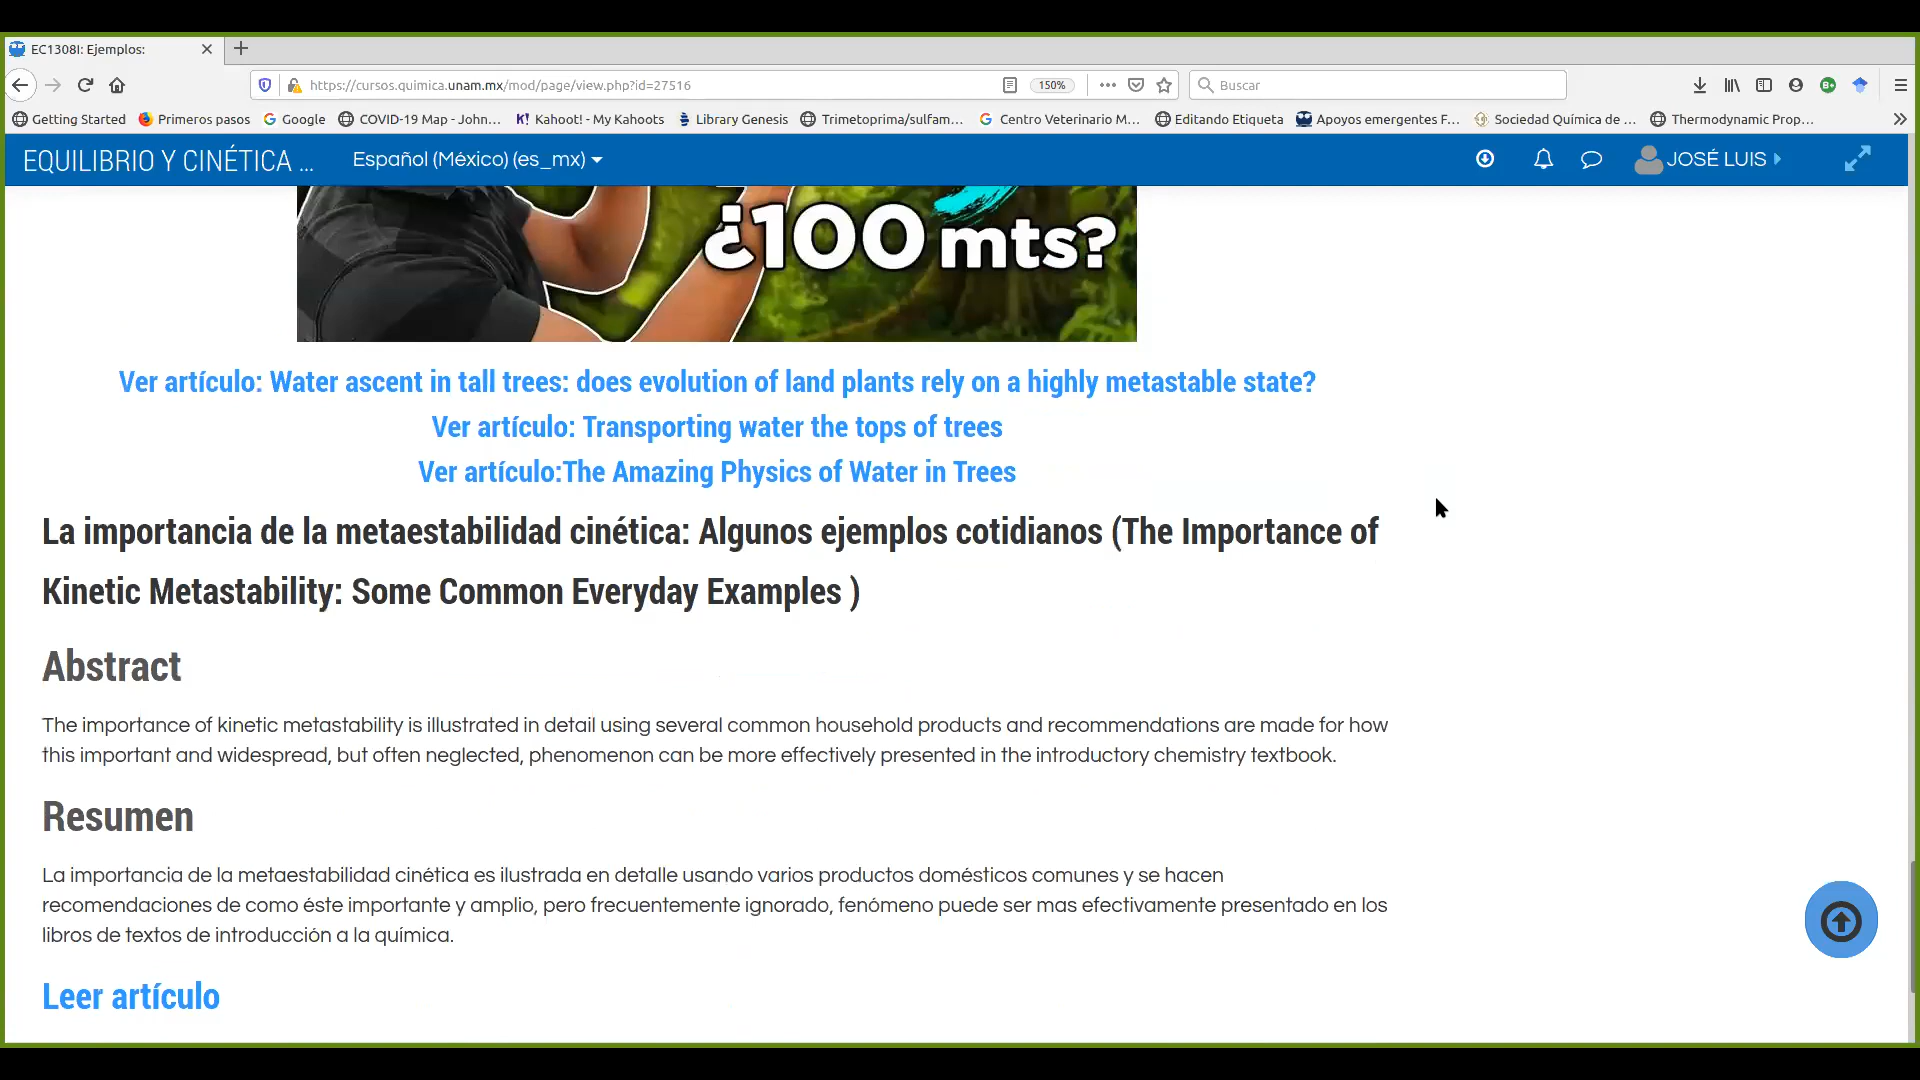 EC1308I: Ejemplos:
https://cursos.quimica.unam.mx/mod/page/view.php?id=27516
150%
Buscar
Getting Started
Primeros pasos
Google
COVID-19 Map - John...
Kahoot! - My Kahoots
Library Genesis
Trimetoprima/sulfam...
Centro Veterinario M...
Editando Etiqueta
Apoyos emergentes F...
Sociedad Química de ...
Thermodynamic Prop...
EQUILIBRIO Y CINÉTICA ...
Español (México) (es_mx)
JOSÉ LUIS
¿100 mts?
Ver artículo: Water ascent in tall trees: does evolution of land plants rely on a highly metastable state?
Ver artículo: Transporting water the tops of trees
Ver artículo:The Amazing Physics of Water in Trees
La importancia de la metaestabilidad cinética: Algunos ejemplos cotidianos (The Importance of
Kinetic Metastability: Some Common Everyday Examples )
Abstract
The importance of kinetic metastability is illustrated in detail using several common household products and recommendations are made for how
this important and widespread, but often neglected, phenomenon can be more effectively presented in the introductory chemistry textbook.
Resumen
La importancia de la metaestabilidad cinética es ilustrada en detalle usando varios productos domésticos comunes y se hacen
recomendaciones de como éste importante y amplio, pero frecuentemente ignorado, fenómeno puede ser mas efectivamente presentado en los
libros de textos de introducción a la química.
Leer artículo